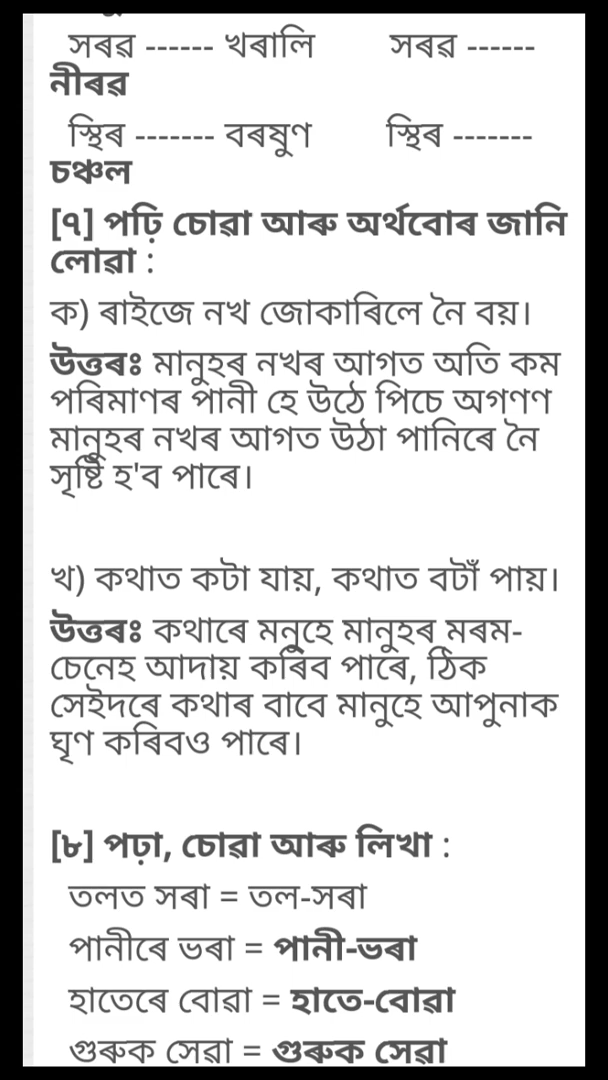 সৰৱ ------ খৰালি সৰৱ ------
নীৰৱ
স্থিৰ ------- বৰষুণ স্থিৰ -------
চঞ্চল
[৭] পঢ়ি চোৱা আৰু অৰ্থবোৰ জানি
লোৱা :
ক) ৰাইজে নখ জোকাৰিলে নৈ বয়।
উত্তৰঃ মানুহৰ নখৰ আগত অতি কম
পৰিমাণৰ পানী হে উঠে পিচে অগণণ
মানুহৰ নখৰ আগত উঠা পানিৰে নৈ
সৃষ্টি হ'ব পাৰে।
খ) কথাত কটা যায়, কথাত বটাঁ পায়।
উত্তৰঃ কথাৰে মনুহে মানুহৰ মৰম-
চেনেহ আদায় কৰিব পাৰে, ঠিক
সেইদৰে কথাৰ বাবে মানুহে আপুনাক
ঘৃণ কৰিবও পাৰে।
[৮] পঢ়া, চোৱা আৰু লিখা :
তলত সৰা = তল-সৰা
পানীৰে ভৰা = পানী-ভৰা
হাতেৰে বোৱা = হাতে-বোৱা
গুৰুক সেৱা = গুৰুক সেৱা